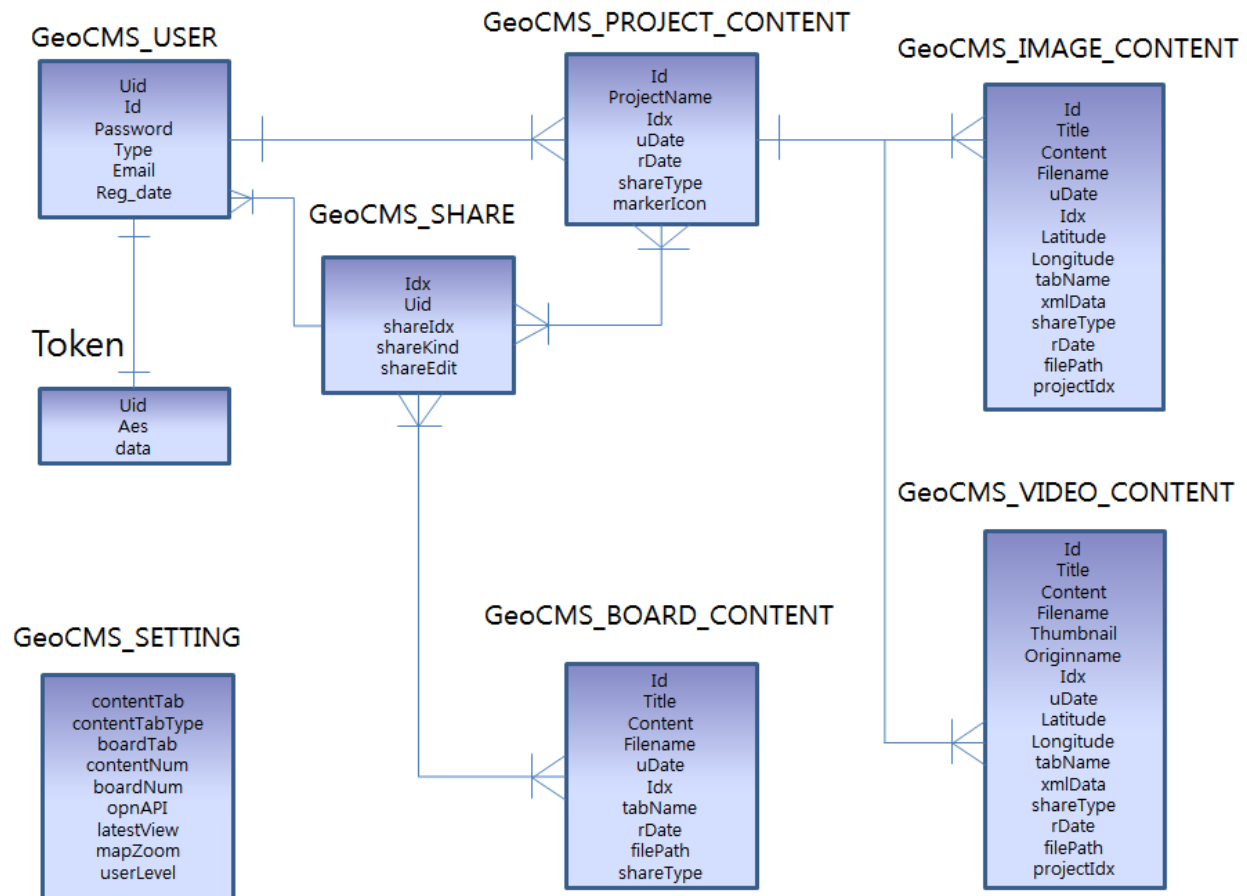 GeoCMS_USER
Uid
Id
Password
Type
Email
Reg_date
GeoCMS_PROJECT_CONTENT
Id
ProjectName
Idx
uDate
rDate
shareType
markerIcon
GeoCMS_IMAGE_CONTENT
Id
Title
Content
Filename
uDate
Idx
Latitude
Longitude
tabName
xmlData
shareType
rDate
filePath
projectIdx
GeoCMS_SHARE
Idx
Uid
shareIdx
shareKind
shareEdit
Token
Uid
Aes
data
GeoCMS_VIDEO_CONTENT
Id
Title
Content
Filename
Thumbnail
Originname
Idx
uDate
Latitude
Longitude
tabName
xmlData
shareType
rDate
filePath
projectIdx
GeoCMS_SETTING
contentTab
contentTabType
boardTab
contentNum
boardNum
opnAPI
latestView
mapZoom
userLevel
GeoCMS_BOARD_CONTENT
Id
Title
Content
Filename
uDate
Idx
tabName
rDate
filePath
shareType